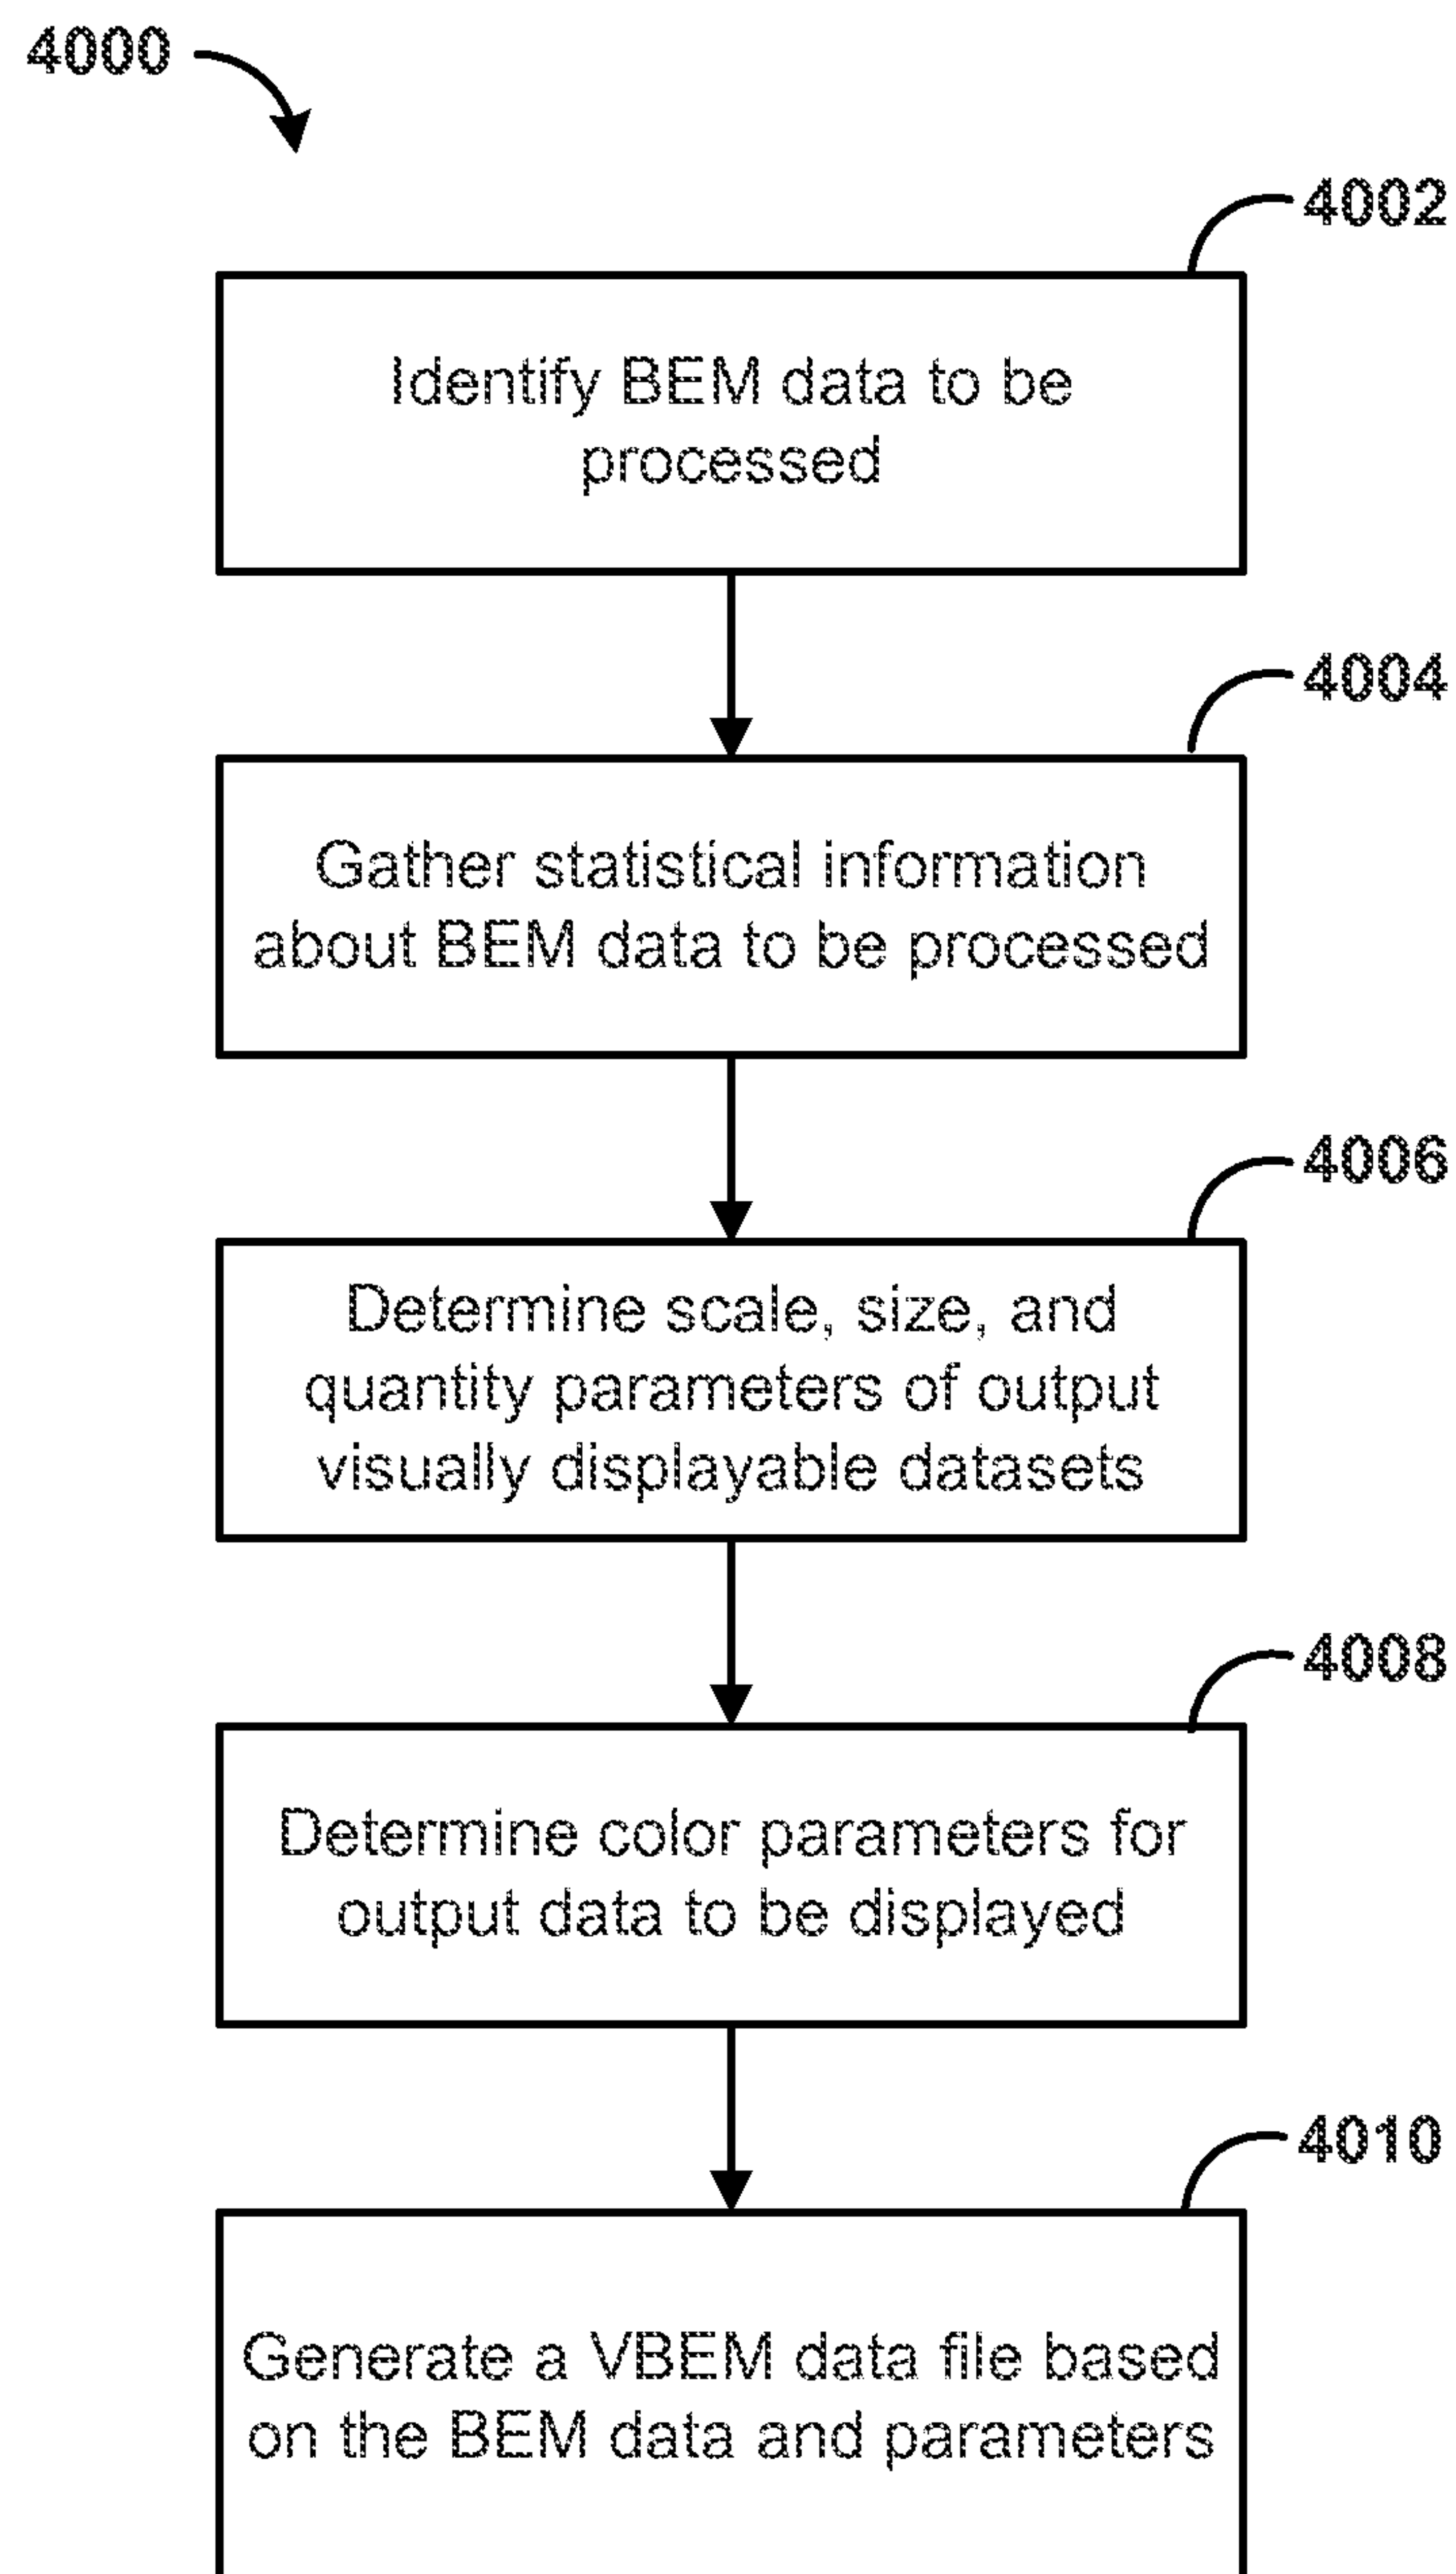 4000
4002
Identify BEM data to be
processed
4004
Gather statistical information
about BEM data to be processed
4006
Determine scale, size, and
quantity parameters of output
visually displayable datasets
4008
Determine color parameters for
output data to be displayed
4010
Generate a VBEM data file based
on the BEM data and parameters